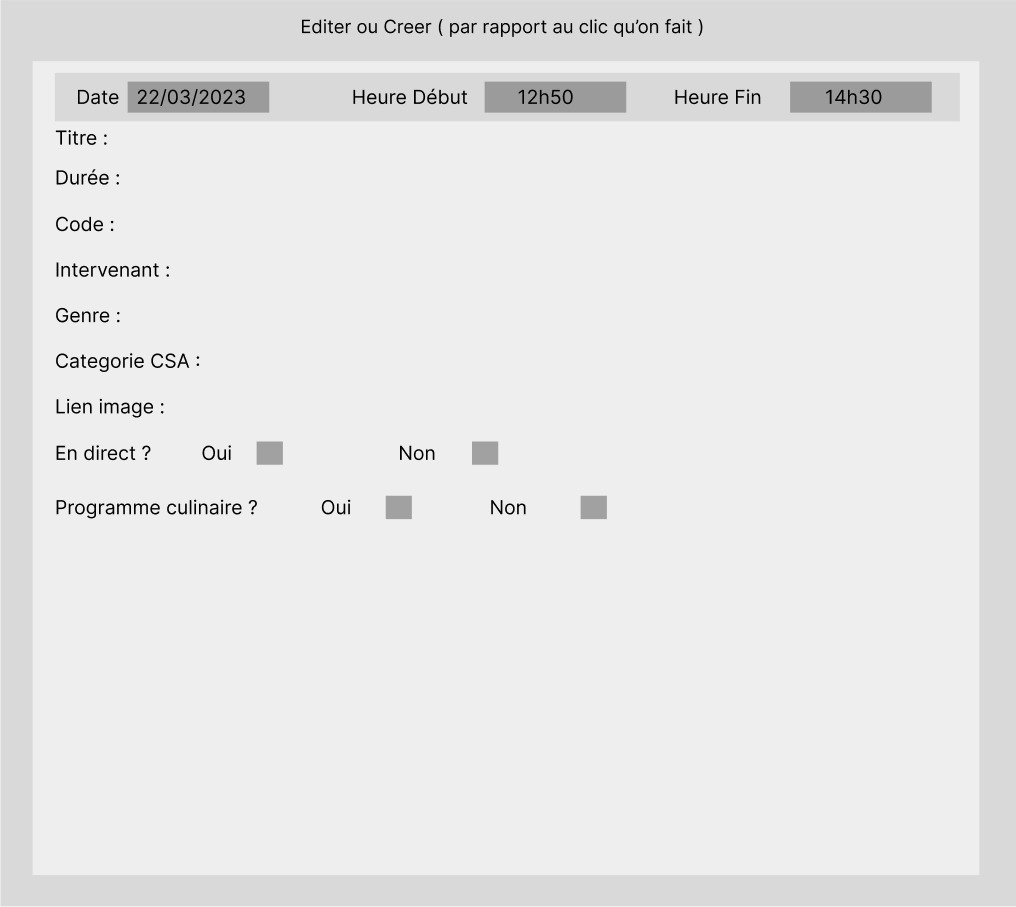 Editer ou Creer ( par rapport au clic qu’on fait )
Date 22/03/2023 Heure Début 12h50 Heure Fin 14h30
Titre :
Durée :
Code :
Intervenant :
Genre :
Categorie CSA :
Lien image :
En direct ? Oui Non
Programme culinaire ? Oui Non